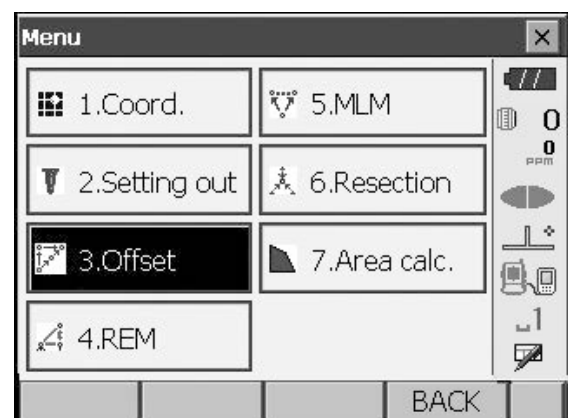 Menu
1.Coord.
2.Setting out
3.Offset
4.REM
5.MLM
6.Resection
7.Area calc.
0
0
PPM
1
BACK